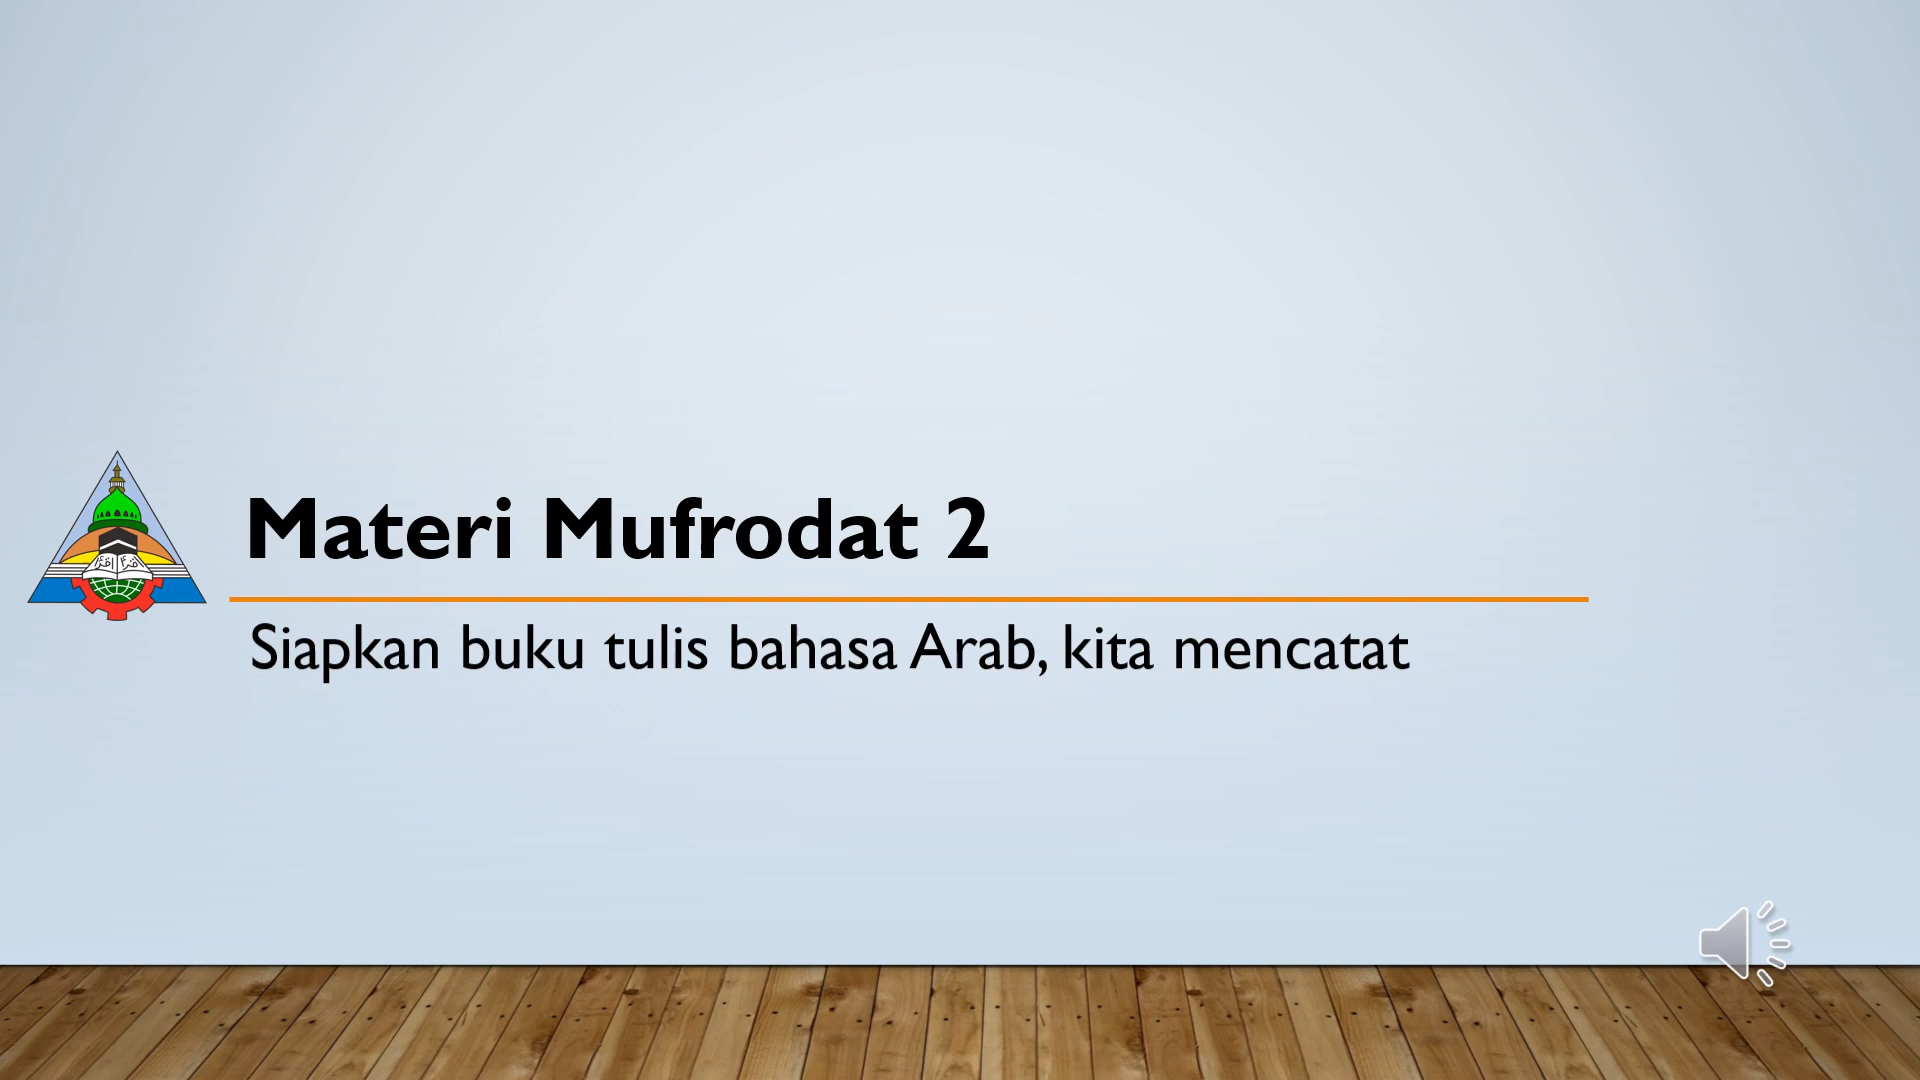 Materi Mufrodat 2
Siapkan buku tulis bahasa Arab, kita mencatat